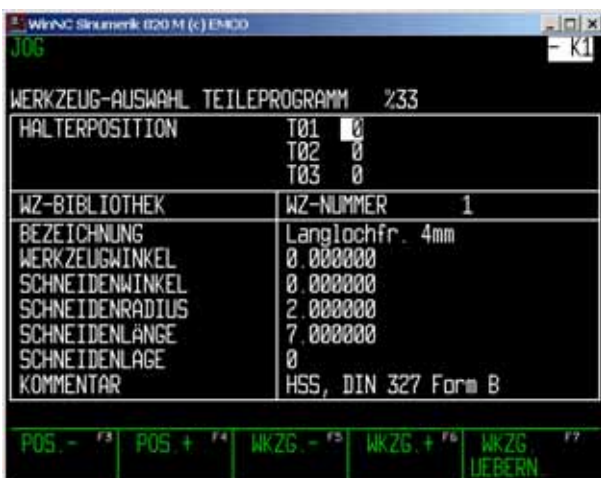 WinNC Sinumerik 820 M (c) EMCO
JOG - K1
WERKZEUG-AUSWAHL TEILEPROGRAMM %33
HALTERPOSITION T01 0
T02 0
T03 0
WZ-BIBLIOTHEK WZ-NUMMER 1
BEZEICHNUNG Langlochfr. 4mm
WERKZEUGWINKEL 0.000000
SCHNEIDENWINKEL 0.000000
SCHNEIDENRADIUS 2.000000
SCHNEIDENLÄNGE 7.000000
SCHNEIDENLAGE 0
KOMMENTAR HSS, DIN 327 Form B
POS.- F3 POS.+ F4 WKZG.- F5 WKZG.+ F6 WKZG. F7
UEBERN.